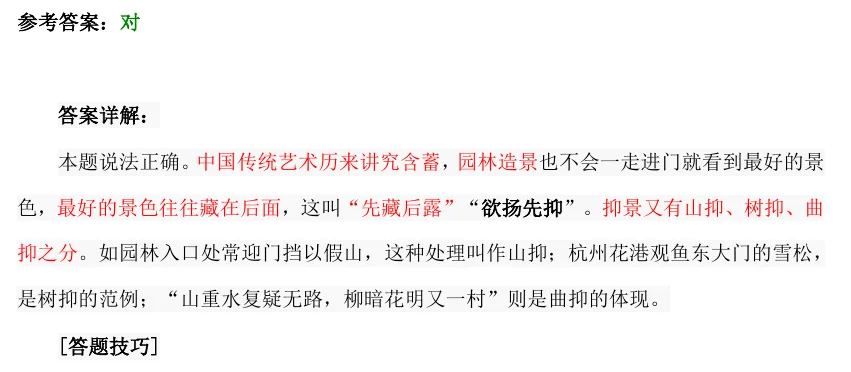 参考答案：对
答案详解：
本题说法正确。中国传统艺术历来讲究含蓄，园林造景也不会一走进门就看到最好的景
色，最好的景色往往藏在后面，这叫“先藏后露”“欲扬先抑”。抑景又有山抑、树抑、曲
抑之分。如园林入口处常迎门挡以假山，这种处理叫作山抑；杭州花港观鱼东大门的雪松，
是树抑的范例；“山重水复疑无路，柳暗花明又一村”则是曲抑的体现。
[答题技巧]